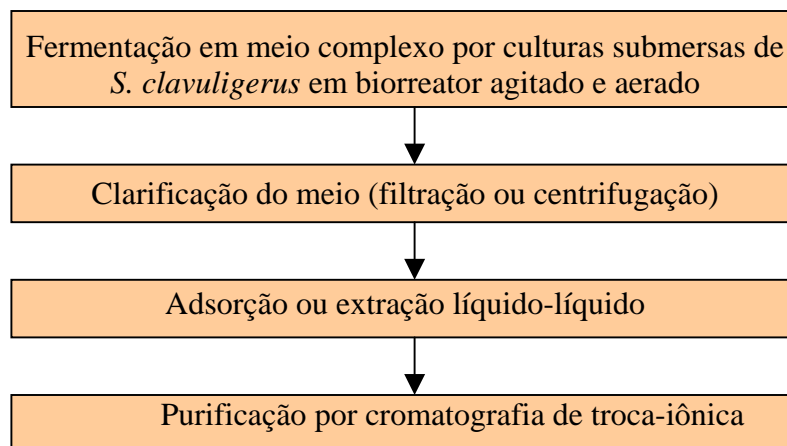 Fermentação em meio complexo por culturas submersas de
S. clavuligerus em biorreator agitado e aerado
Clarificação do meio (filtração ou centrifugação)
Adsorção ou extração líquido-líquido
Purificação por cromatografia de troca-iônica